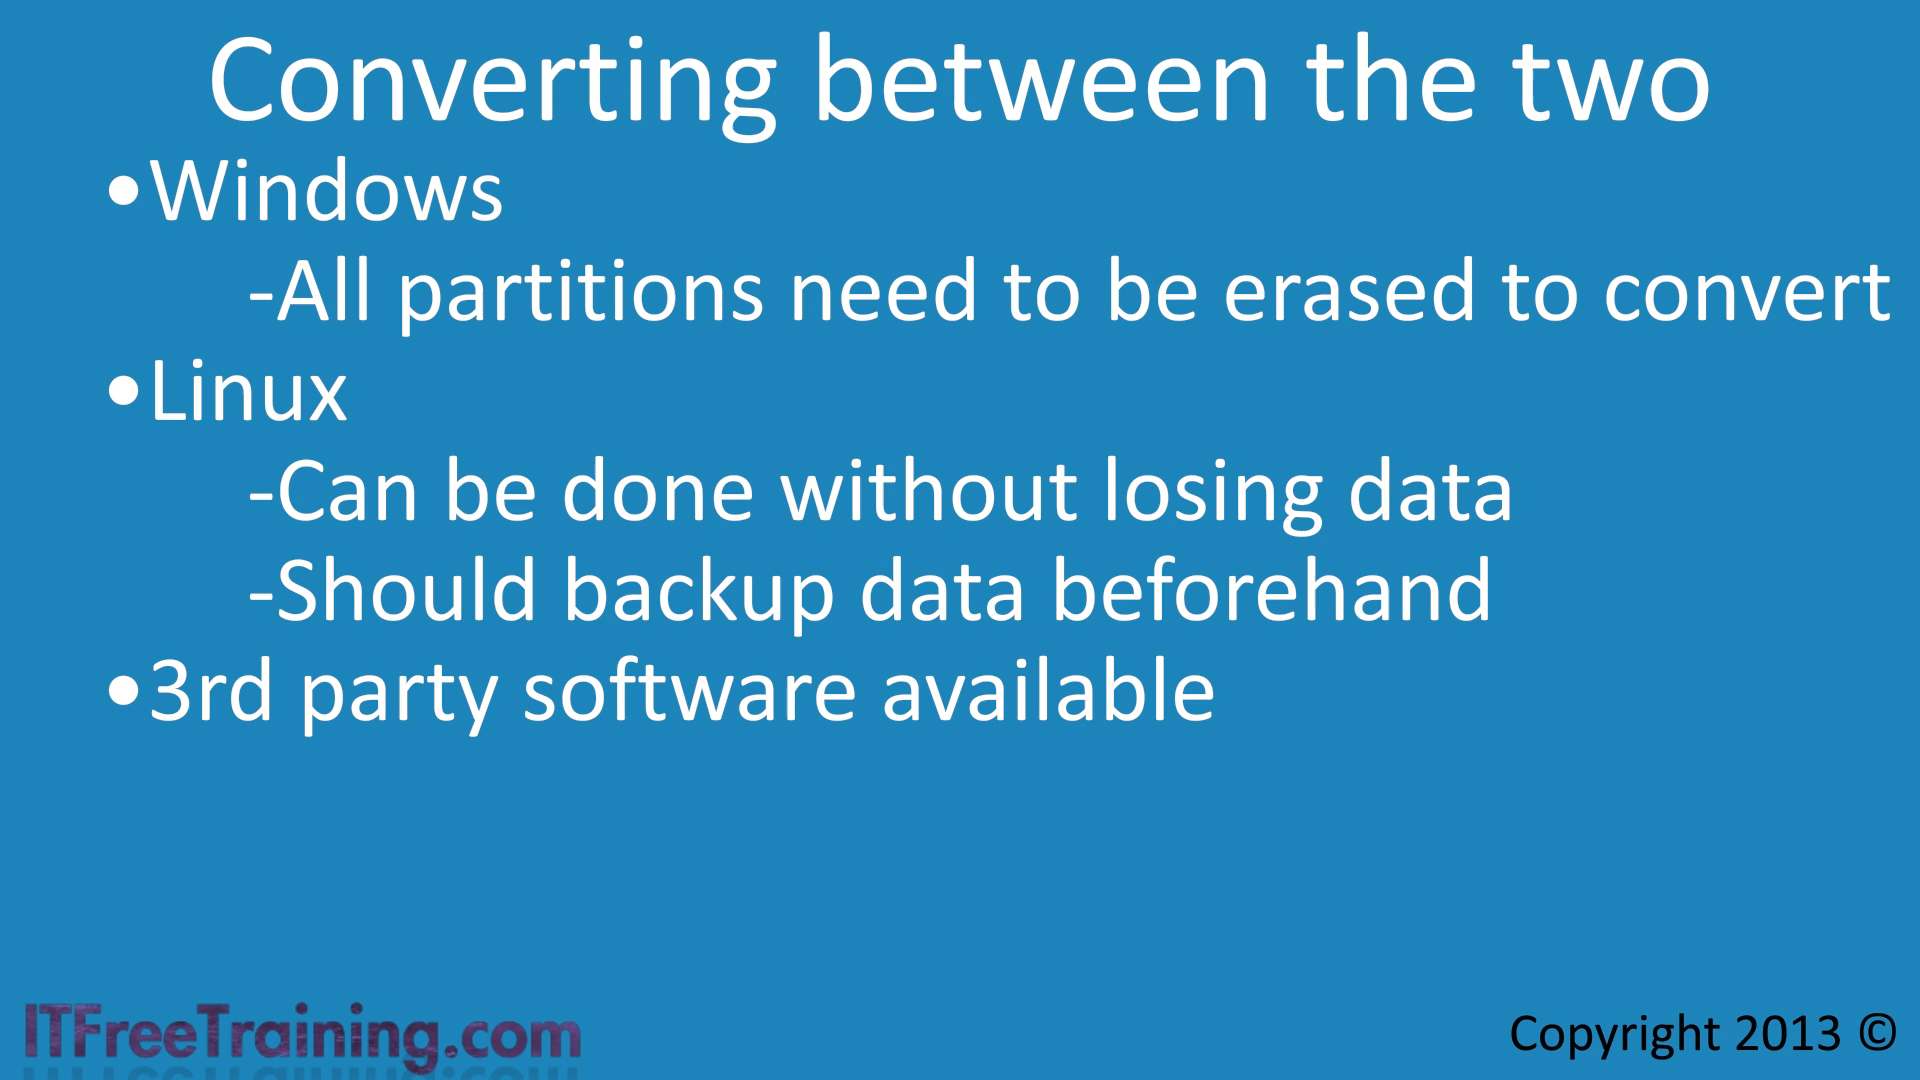 Converting between the two
•Windows
-All partitions need to be erased to convert
•Linux
-Can be done without losing data
-Should backup data beforehand
•3rd party software available
ITFreeTraining.com
Copyright 2013 ©